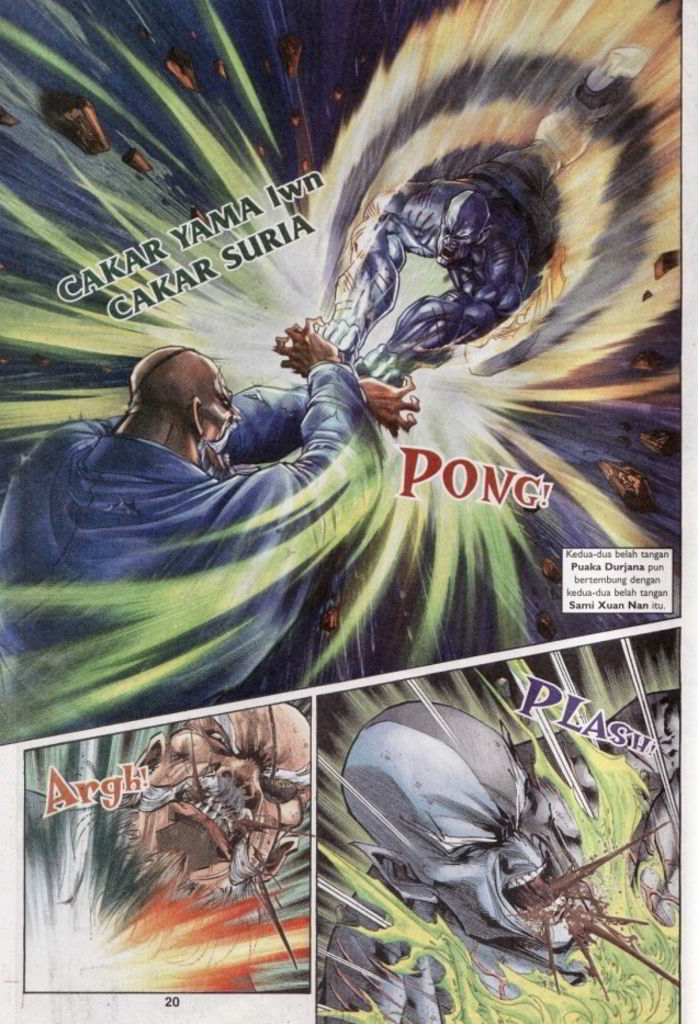 CAKAR YAMA lwn
CAKAR SURIA
PONG!
Kedua-dua belah tangan
Puaka Durjana pun
bertembung dengan
kedua-dua belah tangan
Sami Xuan Nan itu.
Argh!
PLASH!
20